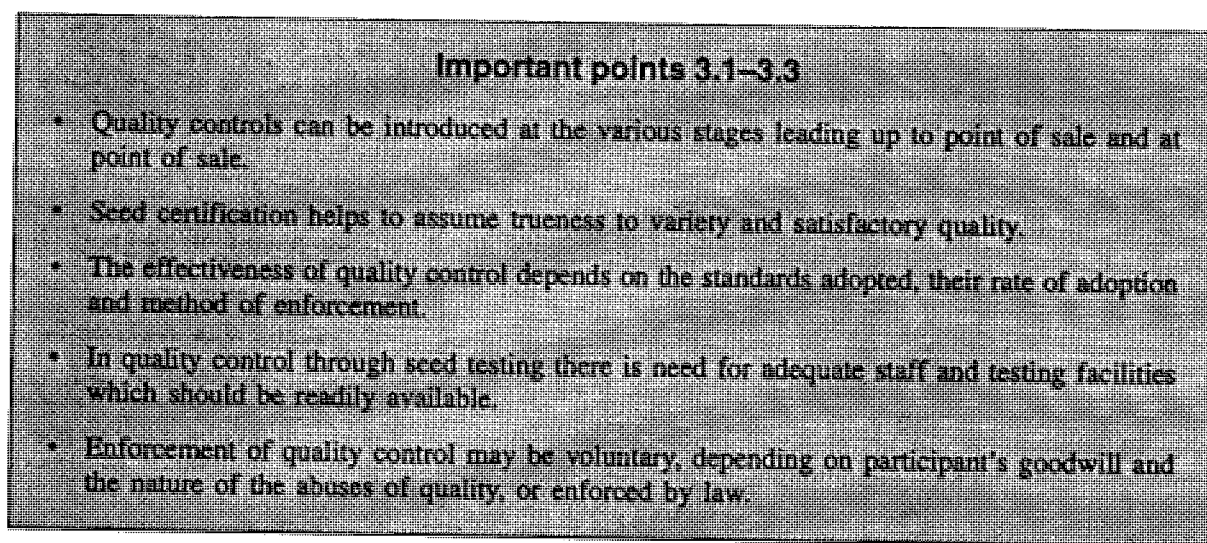 Important points 3.1–3.3
• Quality controls can be introduced at the various stages leading up to point of sale and at
point of sale.
• Seed certification helps to assume trueness to variety and satisfactory quality.
• The effectiveness of quality control depends on the standards adopted, their rate of adoption
and method of enforcement.
• In quality control through seed testing there is need for adequate staff and testing facilities
which should be readily available.
• Enforcement of quality control may be voluntary, depending on participant's goodwill and
the nature of the abuses of quality, or enforced by law.